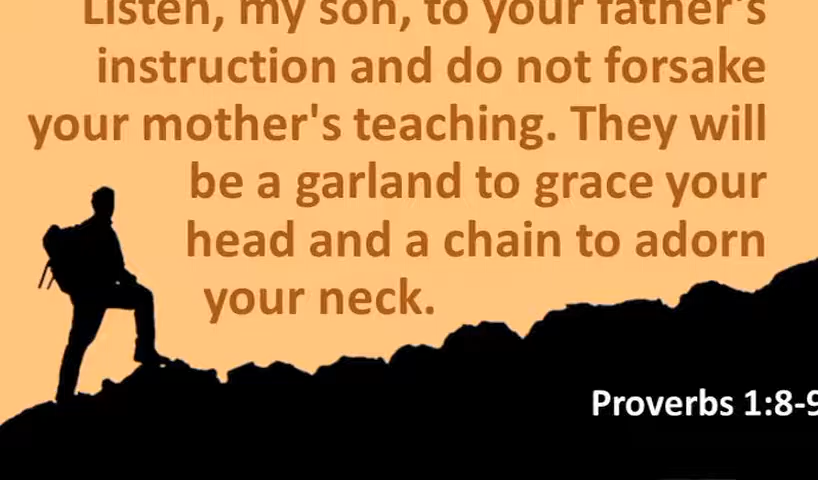 Listen, my son, to your father's
instruction and do not forsake
your mother's teaching. They will
be a garland to grace your
head and a chain to adorn
your neck.
Proverbs 1:8-9